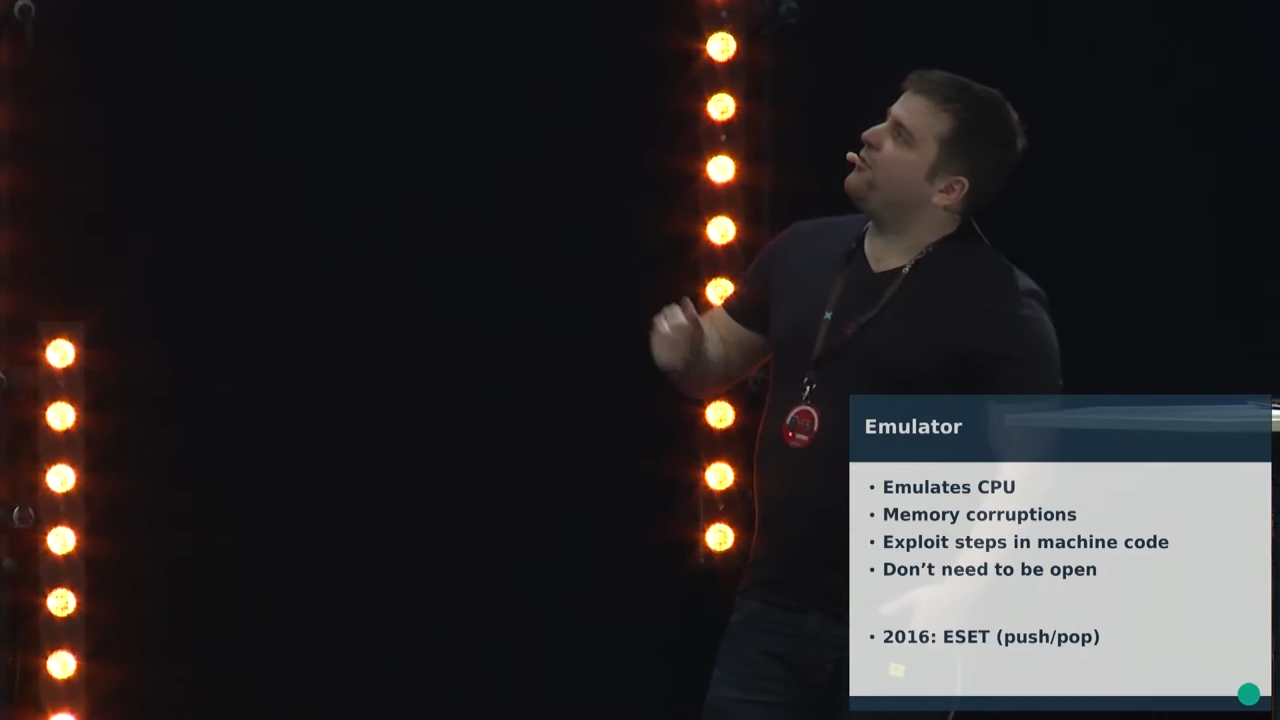 Emulator
• Emulates CPU
• Memory corruptions
• Exploit steps in machine code
• Don’t need to be open
• 2016: ESET (push/pop)